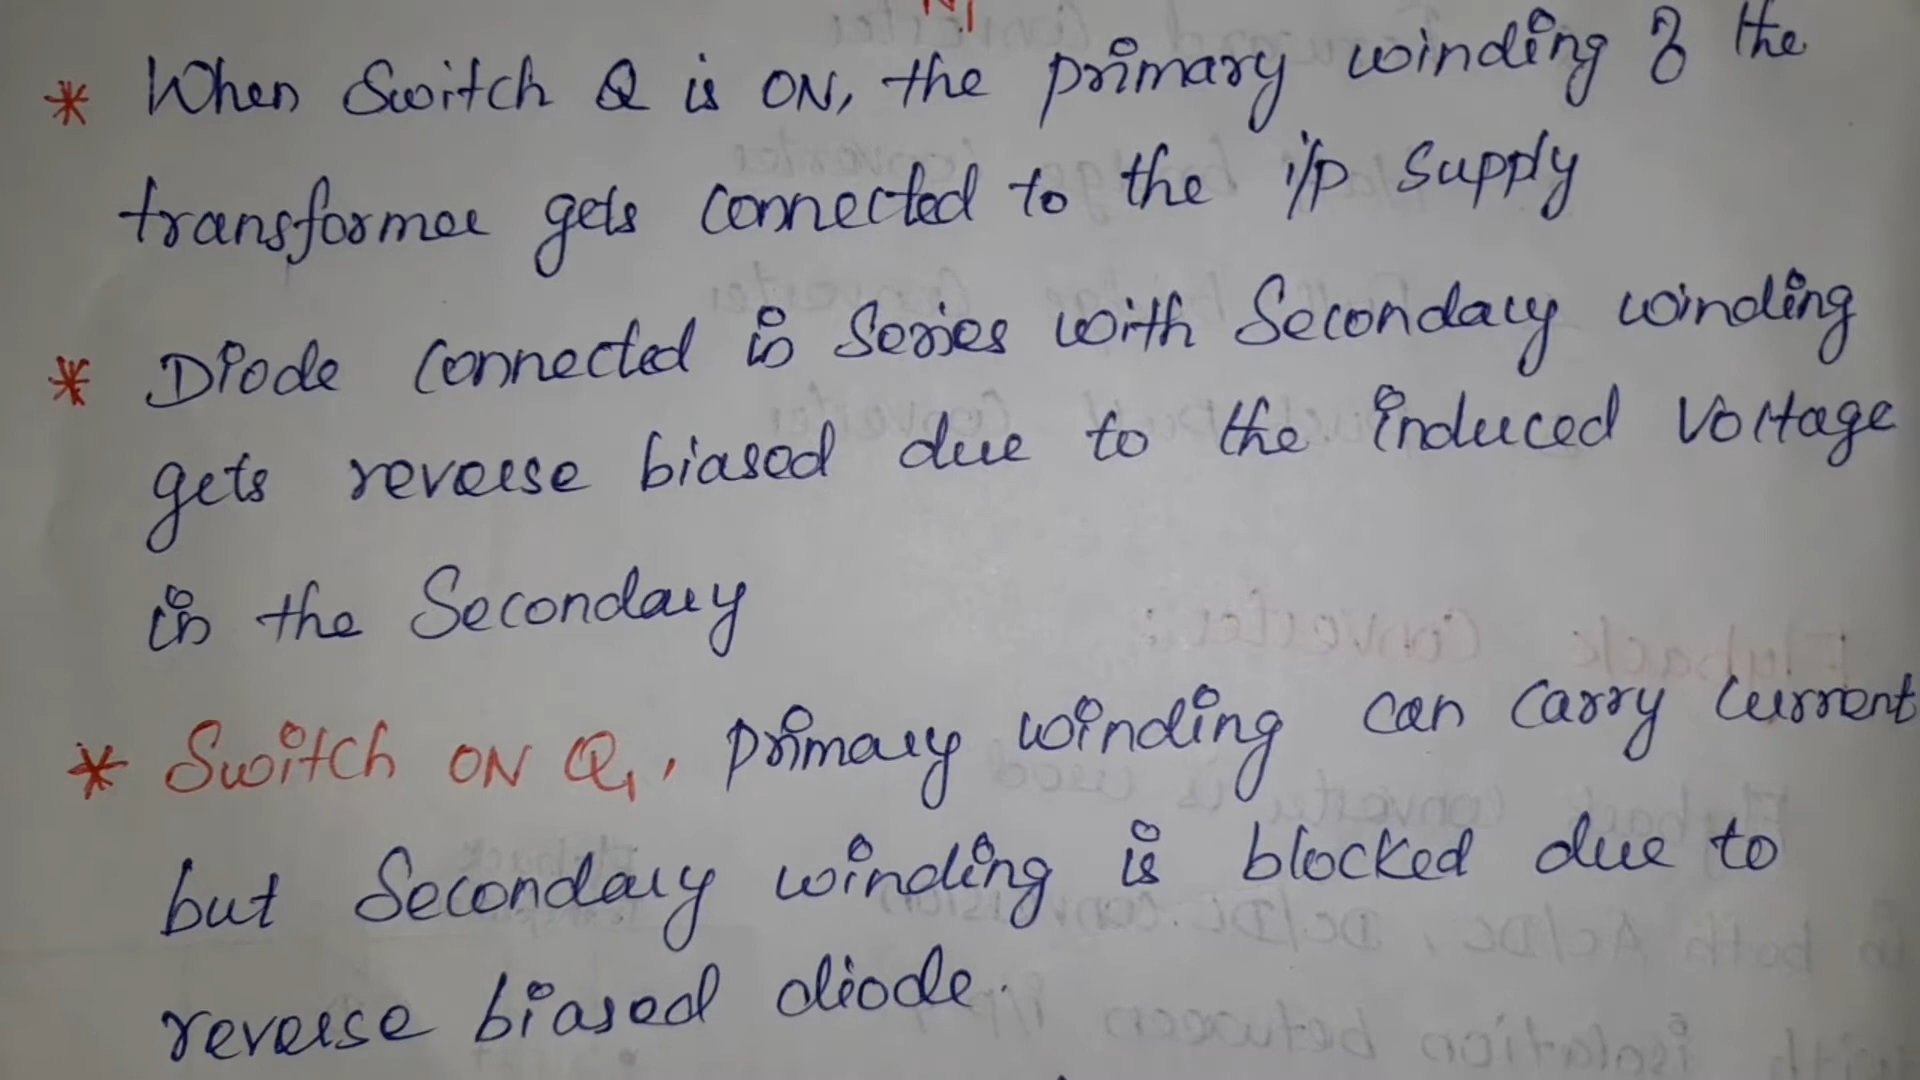 * When Switch Q is ON, the primary winding of the
transformer gets connected to the i/p Supply
* Diode connected in Series with Secondary winding
gets reverse biased due to the induced Voltage
in the Secondary
* Switch ON Q1, primary winding can carry current
but Secondary winding is blocked due to
reverse biased diode.